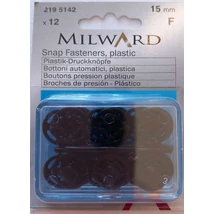 219 5142 15 mm
x 12 F
MILWARD
Snap Fasteners, plastic
Plastik-Druckknöpfe
Bottoni automatici, plastica
Boutons pression plastique
Broches de presión - Plástico